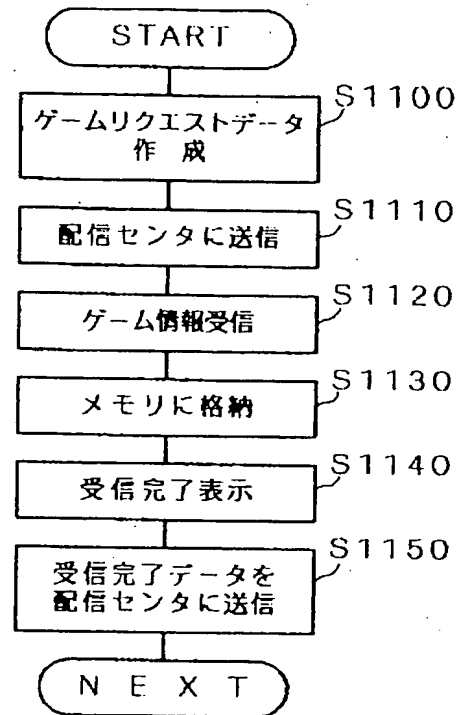 START
S1100
ゲームリクエストデータ
作成
S1110
配信センタに送信
S1120
ゲーム情報受信
S1130
メモリに格納
S1140
受信完了表示
S1150
受信完了データを
配信センタに送信
NEXT